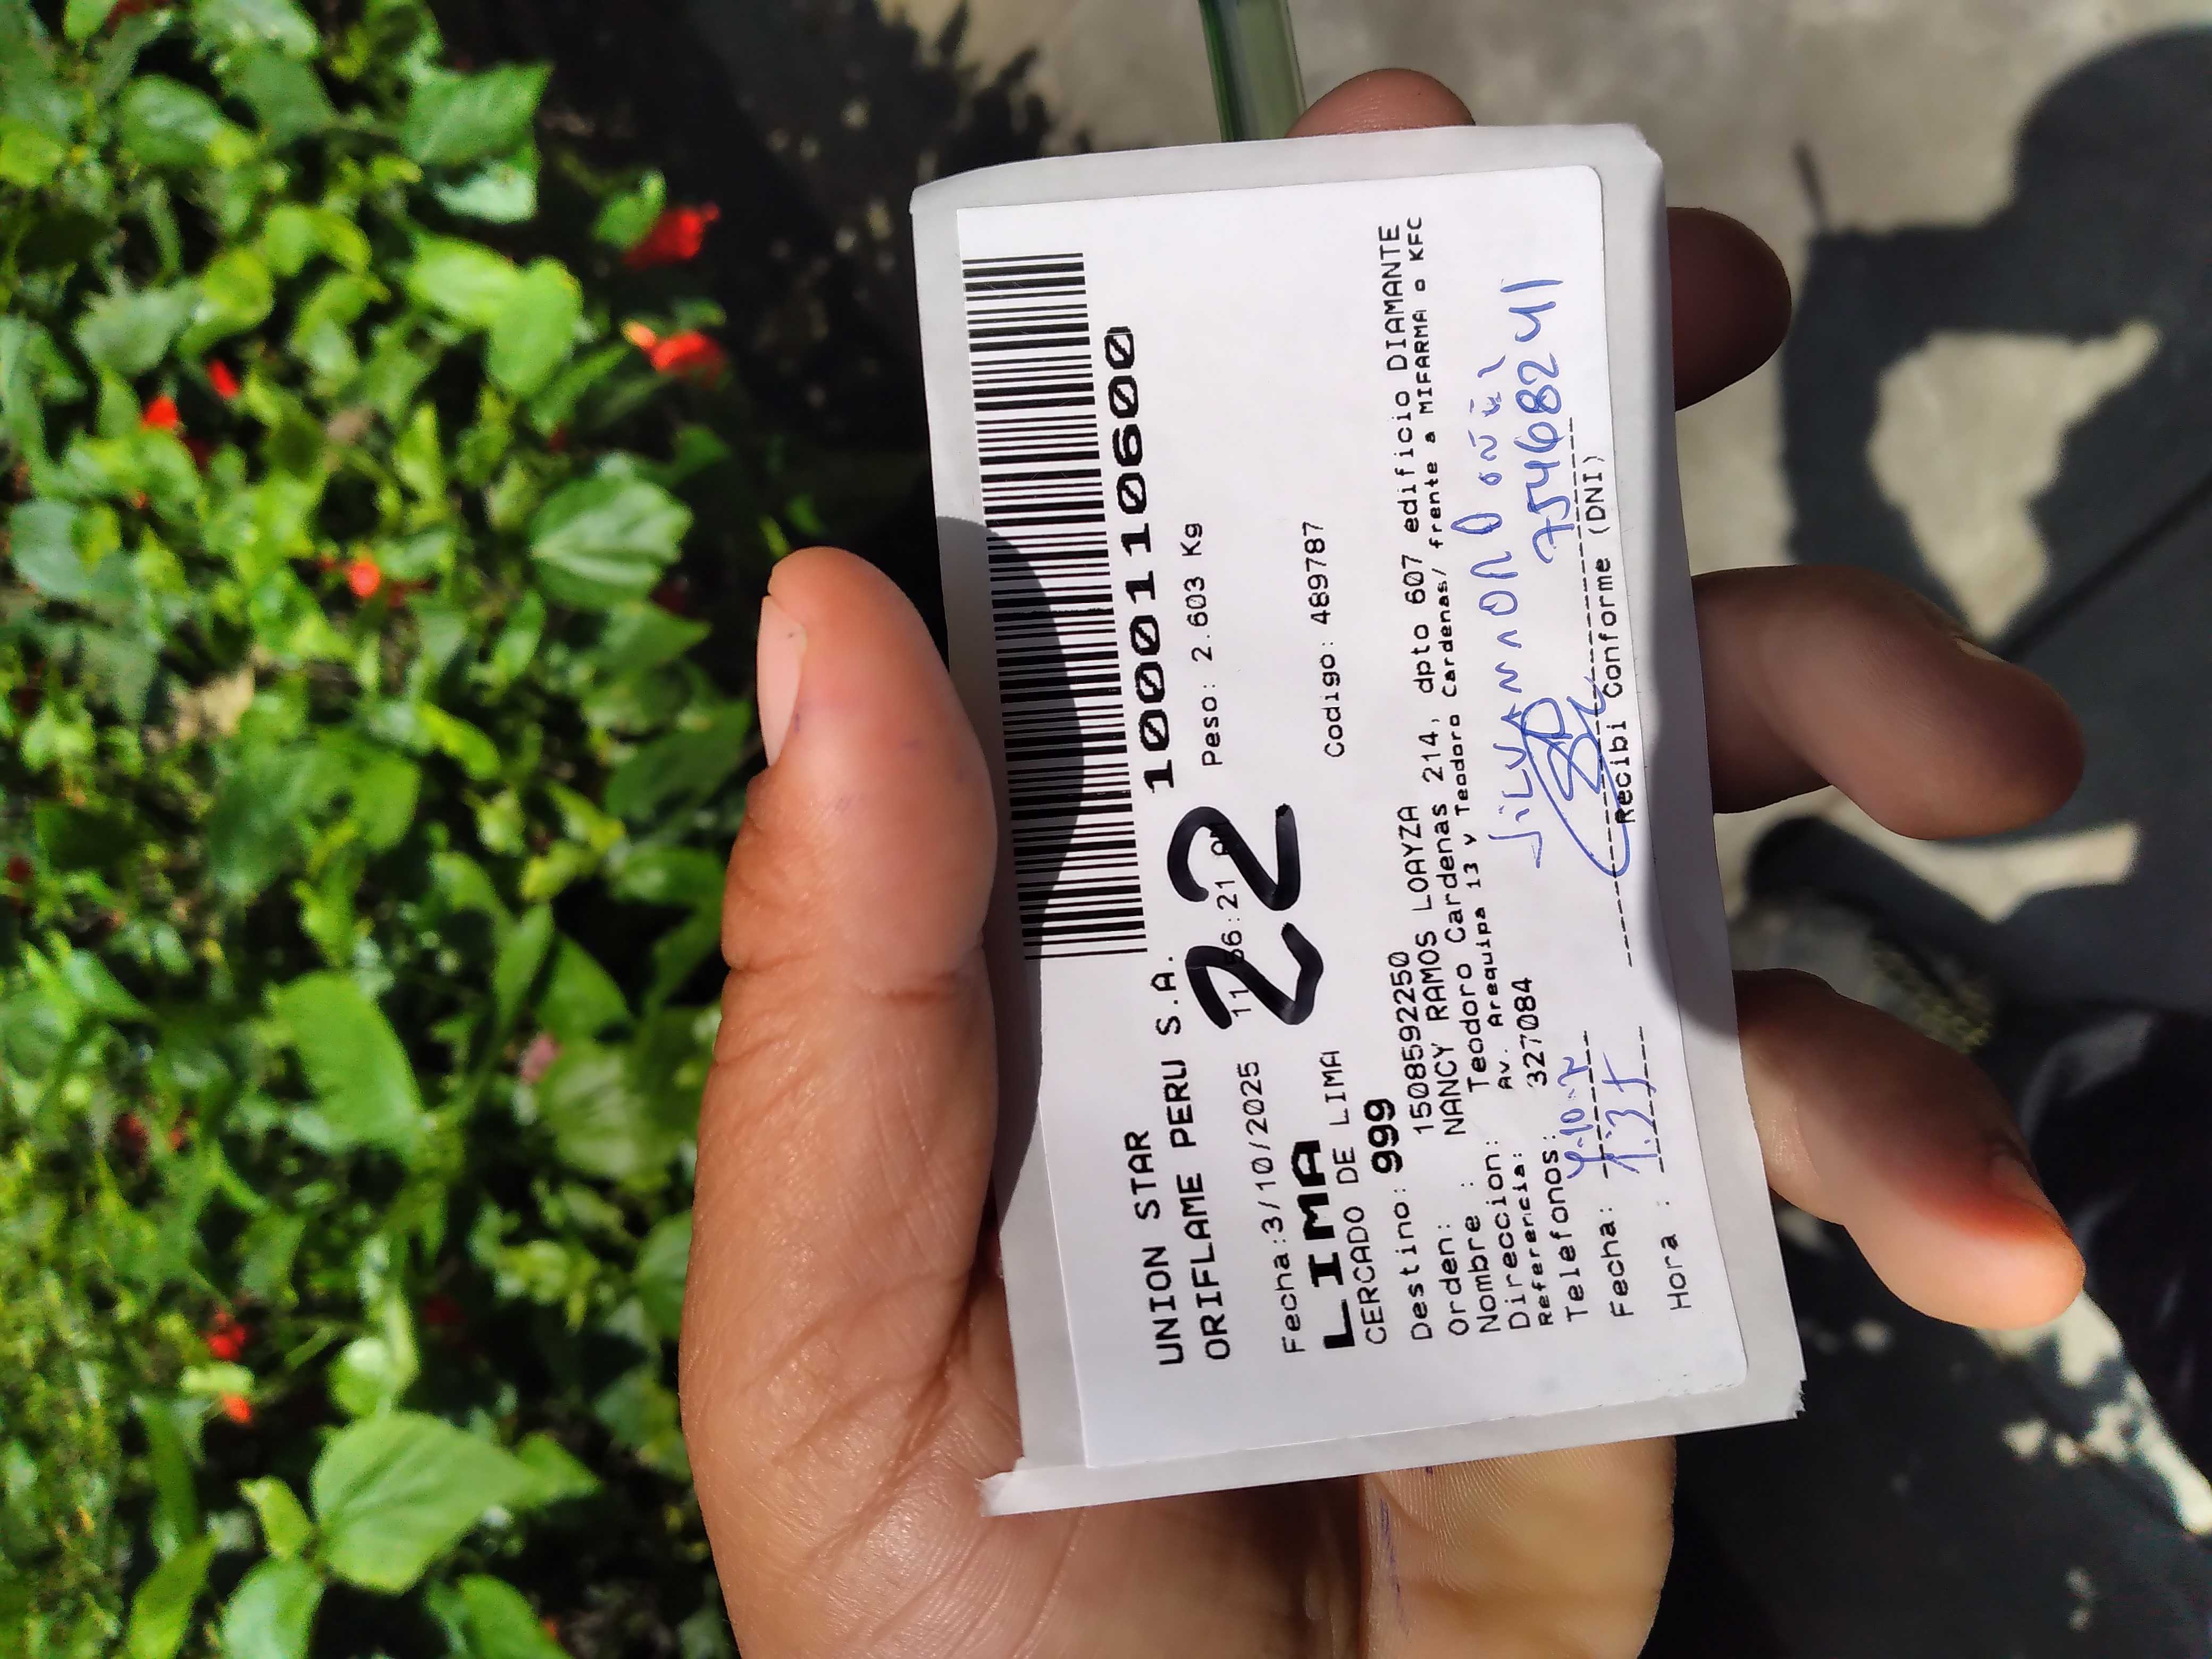 10001110600
UNION STAR
ORIFLAME PERU S.A.
Peso: 2.603 Kg
Fecha:3/10/2025
22
LIMA
CERCADO DE LIMA
Codigo: 489787
Destino: 999
Orden: 1508592250
Nombre : NANCY RAMOS LOAYZA
Direccion: Teodoro Cardenas 214, dpto 607 edificio DIAMANTE
Referencia: Av. Arequipa 13 y Teodoro Cardenas/ frente a MIFARMA o KFC
Telefonos: 327084
75468241
Fecha:
Hora :
Recibi Conforme (DNI)